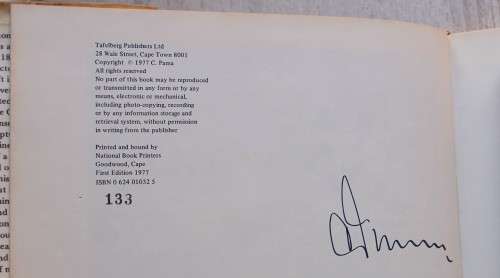 Tafelberg Publishers Ltd
28 Wale Street, Cape Town 8001
Copyright © 1977 C. Pama
All rights reserved
No part of this book may be reproduced
or transmitted in any form or by any
means, electronic or mechanical,
including photo-copying, recording
or by any information storage and
retrieval system, without permission
in writing from the publisher
Printed and bound by
National Book Printers
Goodwood, Cape
First Edition 1977
ISBN 0 624 01032 5
133